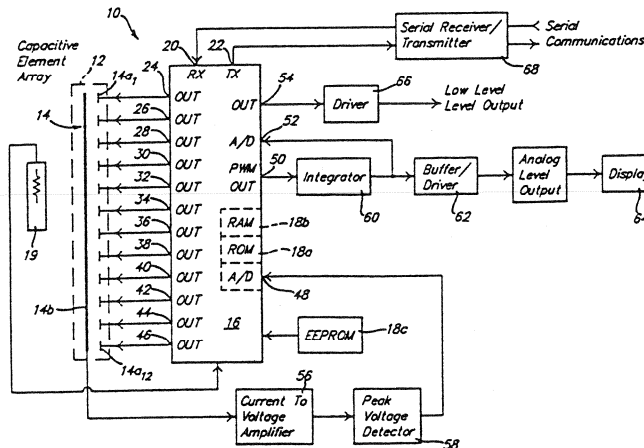 10
Capacitive
Element
Array
12
14a₁
14
20
22
RX
TX
Serial Receiver/
Transmitter
68
Serial
Communications
24 OUT
26 OUT
28 OUT
30 OUT
32 OUT
34 OUT
36 OUT
38 OUT
40 OUT
42 OUT
44 OUT
46 OUT
19
14b
14a₁₂
54
OUT
Driver
66
Low Level
Level Output
52
A/D
50
PWM
OUT
Integrator
60
Buffer/
Driver
62
Analog
Level
Output
Display
64
RAM
18b
ROM
18a
A/D
48
16
EEPROM
18c
56
Current To
Voltage
Amplifier
Peak
Voltage
Detector
58